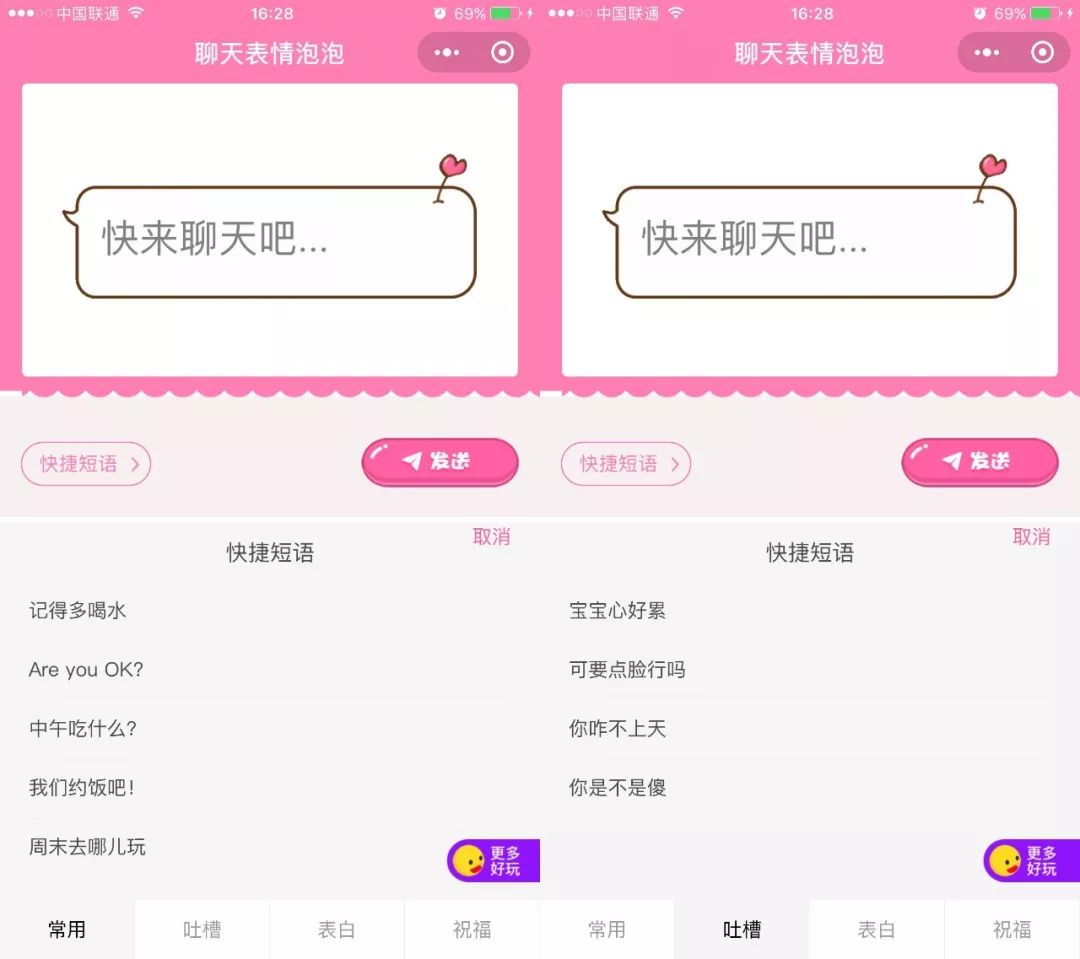 中国联通
16:28
69%
聊天表情泡泡
快来聊天吧...
快捷短语
发送
快捷短语
取消
记得多喝水
Are you OK?
中午吃什么?
我们约饭吧!
周末去哪儿玩
更多
好玩
常用
吐槽
表白
祝福
中国联通
16:28
69%
聊天表情泡泡
快来聊天吧...
快捷短语
发送
快捷短语
取消
宝宝心好累
可要点脸行吗
你咋不上天
你是不是傻
更多
好玩
常用
吐槽
表白
祝福